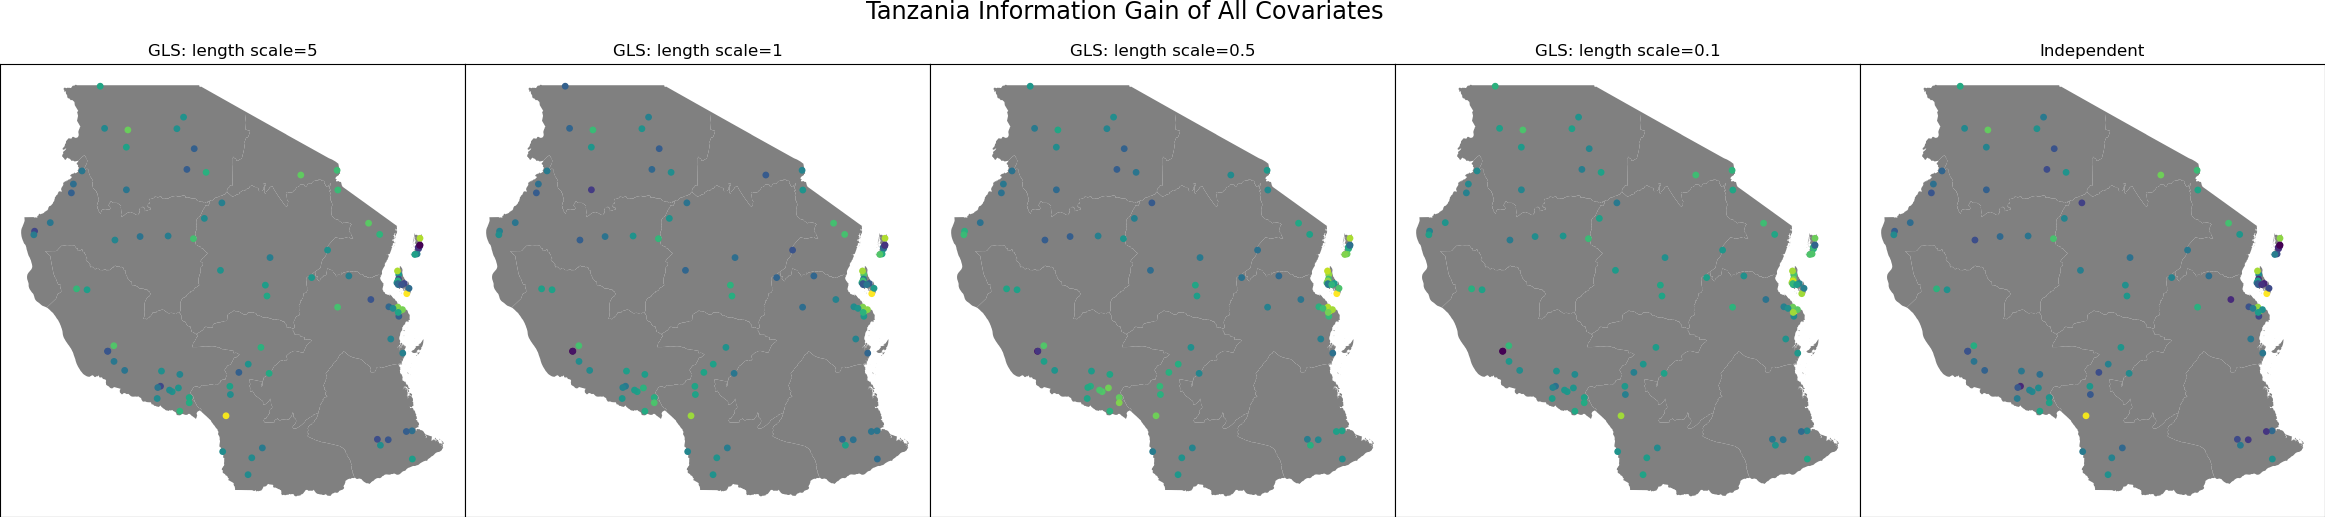 Tanzania Information Gain of All Covariates
GLS: length scale=5
GLS: length scale=1
GLS: length scale=0.5
GLS: length scale=0.1
Independent